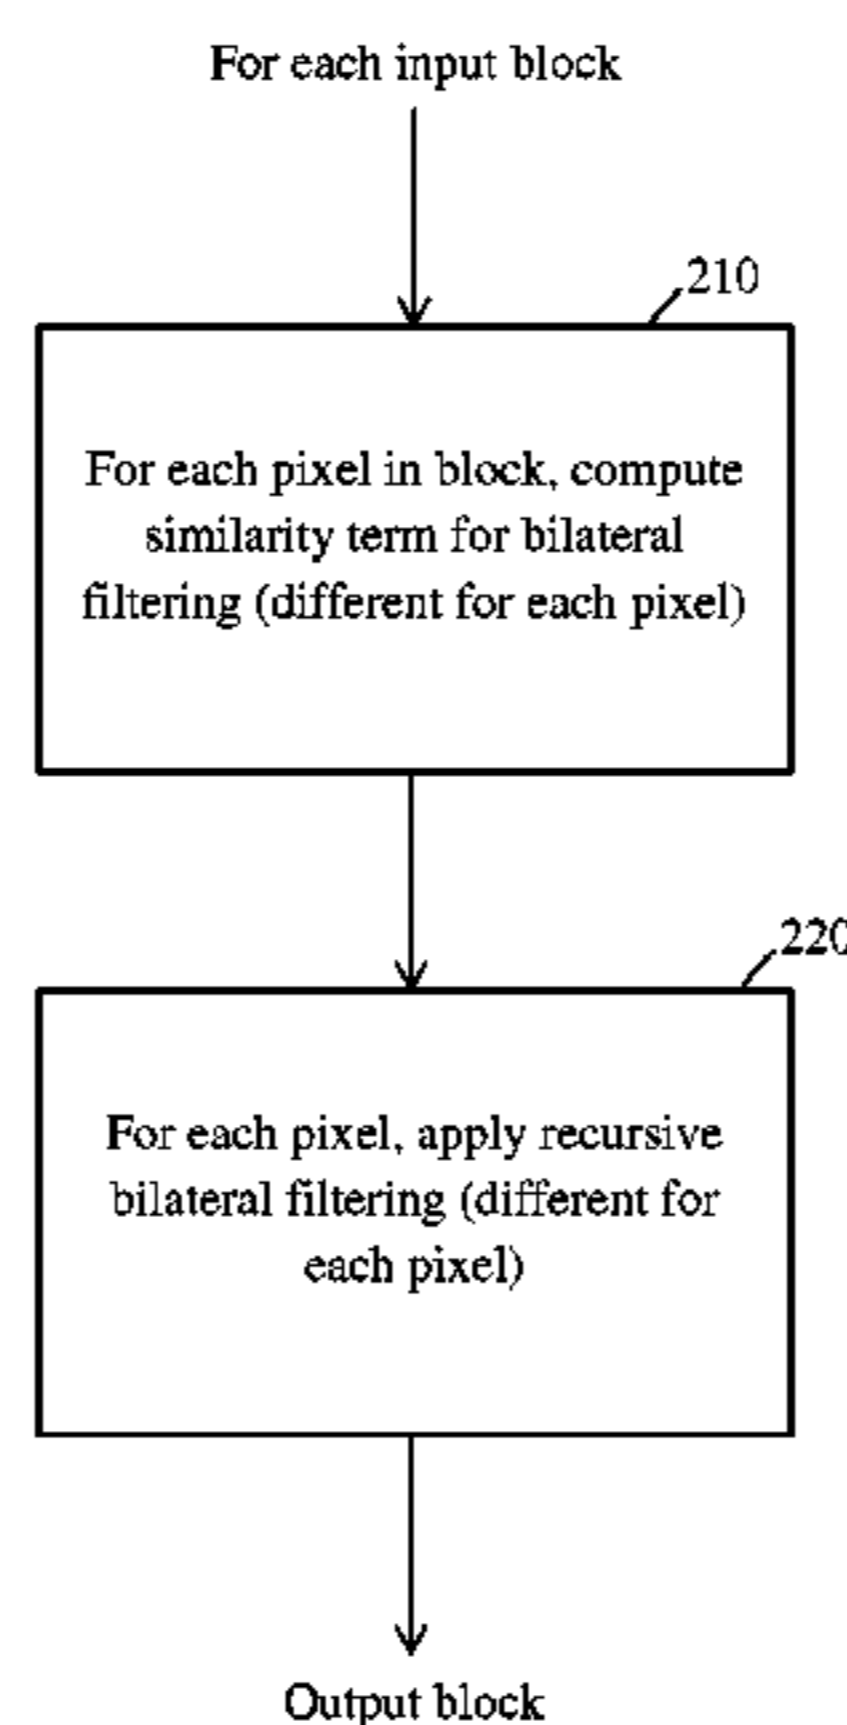 For each input block
210
For each pixel in block, compute
similarity term for bilateral
filtering (different for each pixel)
220
For each pixel, apply recursive
bilateral filtering (different for
each pixel)
Output block